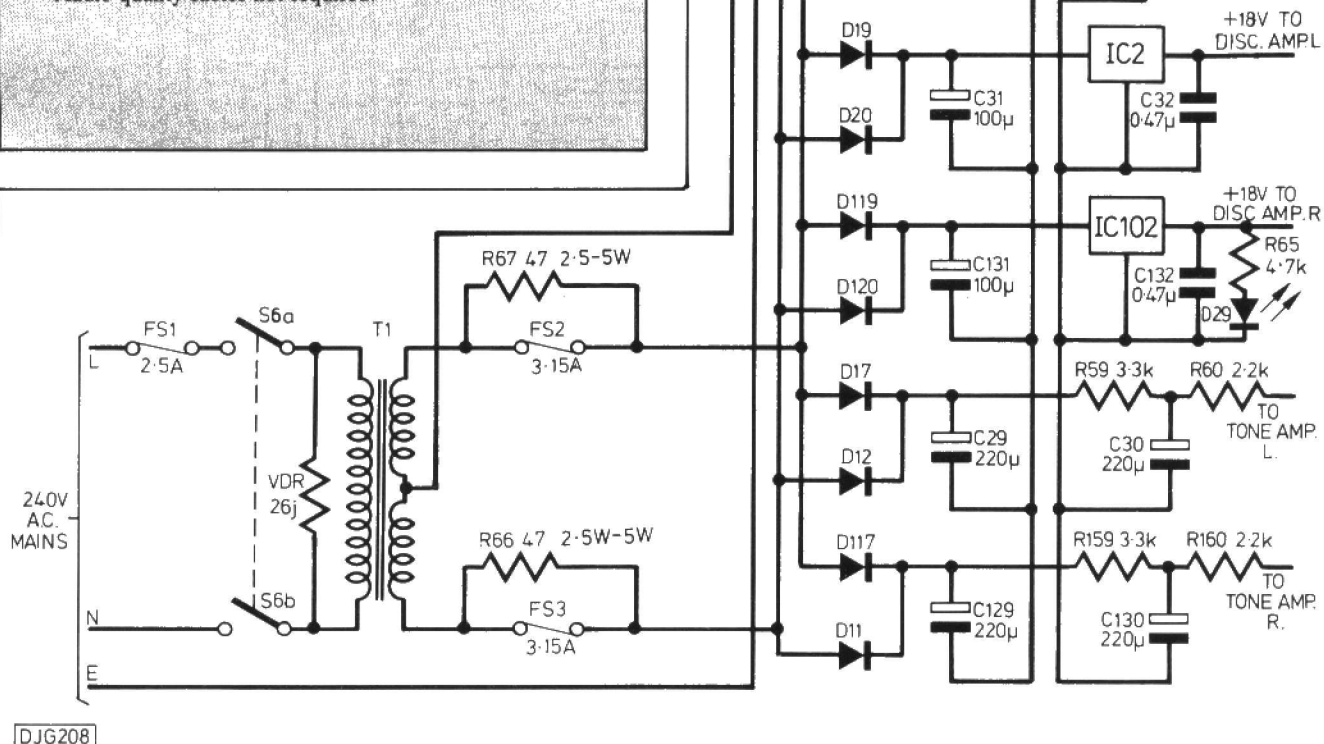 +18V TO
DISC. AMP.L
D19
IC2
C31
100µ
C32
0·47µ
D20
+18V TO
DISC AMP.R
D119
IC102
R65
4·7k
C131
100µ
C132
0·47µ
D29
D120
R67 47 2·5-5W
FS1
2·5A
S6a
T1
FS2
3·15A
L
D17
R59 3·3k
R60 2·2k
TO
TONE AMP.
L.
C29
220µ
C30
220µ
D12
VDR
26j
240V
A.C.
MAINS
R66 47 2·5W-5W
D117
R159 3·3k
R160 2·2k
TO
TONE AMP.
R.
C129
220µ
C130
220µ
N
S6b
FS3
3·15A
D11
E
DJG208